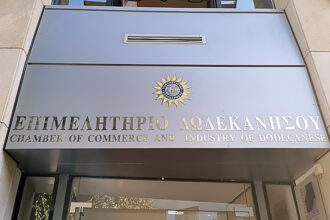 ΕΠΙΜΕΛΗΤΗΡΙΟ ΔΩΔΕΚΑΝΗΣΟΥ
CHAMBER OF COMMERCE AND INDUSTRY OF DODECANESE